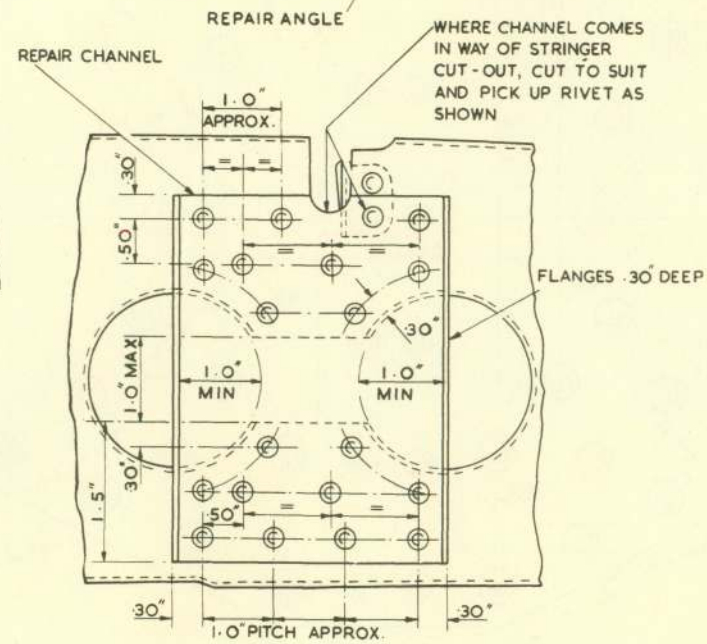 REPAIR ANGLE
WHERE CHANNEL COMES
IN WAY OF STRINGER
CUT-OUT, CUT TO SUIT
AND PICK UP RIVET AS
SHOWN
REPAIR CHANNEL
1.0"
APPROX.
= =
.30"
.50"
= =
FLANGES .30" DEEP
.30"
1.0" MAX
1.0"
MIN
1.0"
MIN
.30"
1.5"
.50"
= =
.30"
.30"
1.0" PITCH APPROX.